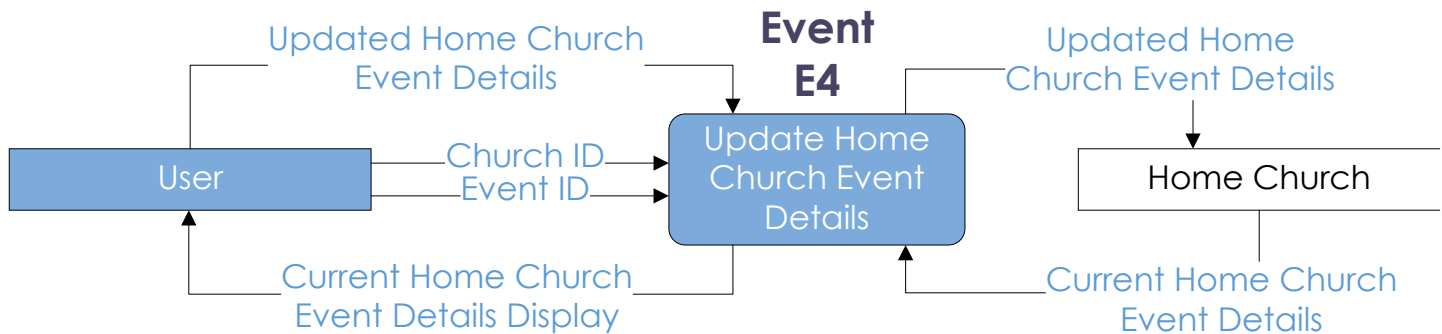 Updated Home Church
Event Details
Event
E4
Updated Home
Church Event Details
User
Church ID
Event ID
Update Home
Church Event
Details
Home Church
Current Home Church
Event Details Display
Current Home Church
Event Details